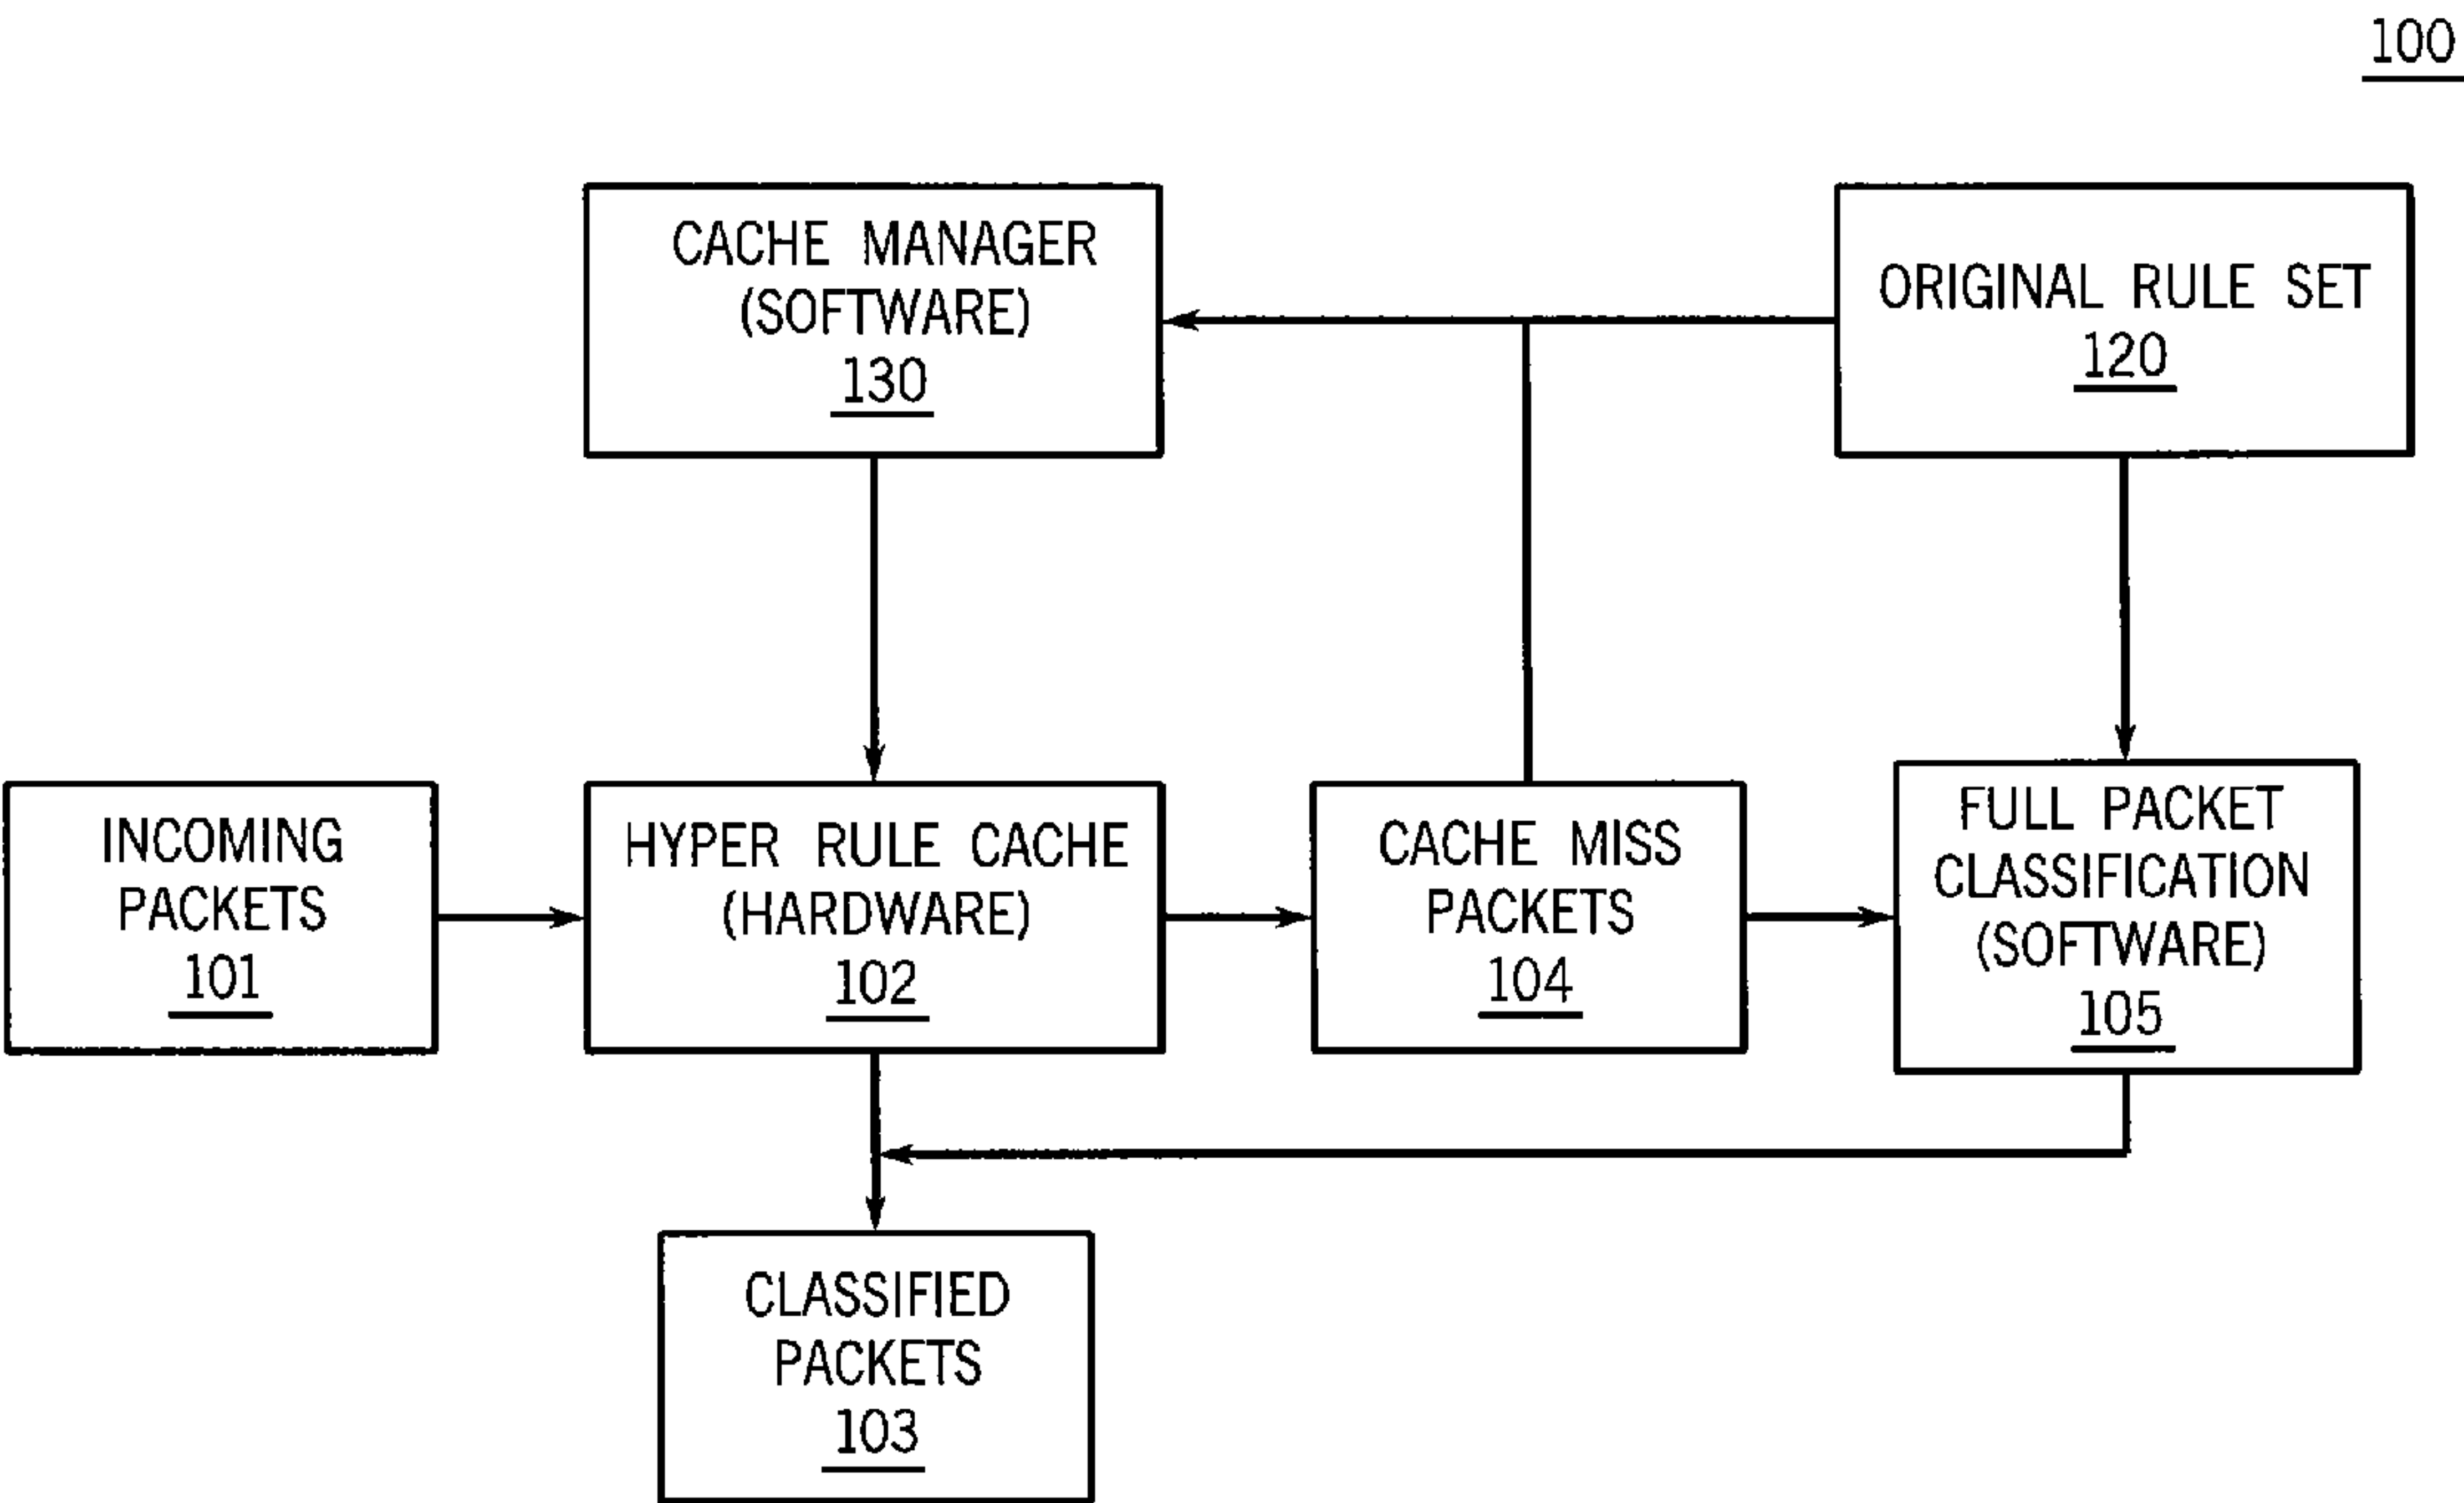 100
CACHE MANAGER
(SOFTWARE)
130
ORIGINAL RULE SET
120
INCOMING
PACKETS
101
HYPER RULE CACHE
(HARDWARE)
102
CACHE MISS
PACKETS
104
FULL PACKET
CLASSIFICATION
(SOFTWARE)
105
CLASSIFIED
PACKETS
103